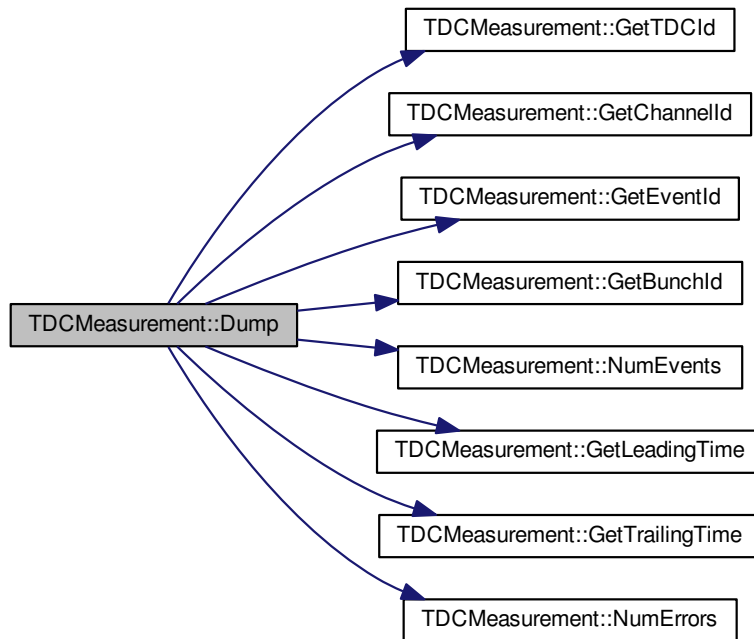 TDCMeasurement::GetTDCId
TDCMeasurement::GetChannelId
TDCMeasurement::GetEventId
TDCMeasurement::GetBunchId
TDCMeasurement::Dump
TDCMeasurement::NumEvents
TDCMeasurement::GetLeadingTime
TDCMeasurement::GetTrailingTime
TDCMeasurement::NumErrors